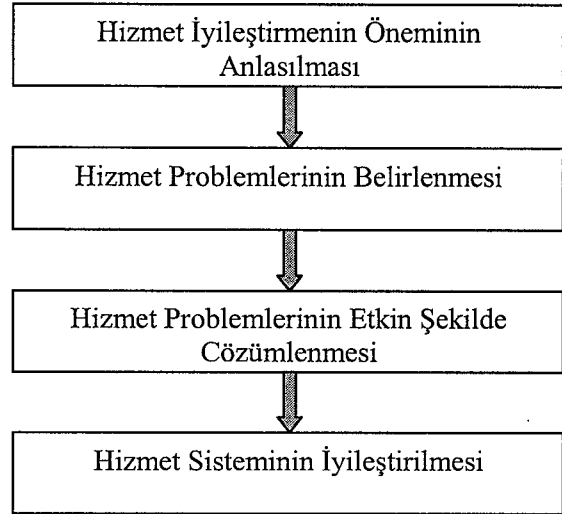 Hizmet İyileştirmenin Öneminin
Anlasılması
Hizmet Problemlerinin Belirlenmesi
Hizmet Problemlerinin Etkin Şekilde
Cözümlenmesi
Hizmet Sisteminin İyileştirilmesi